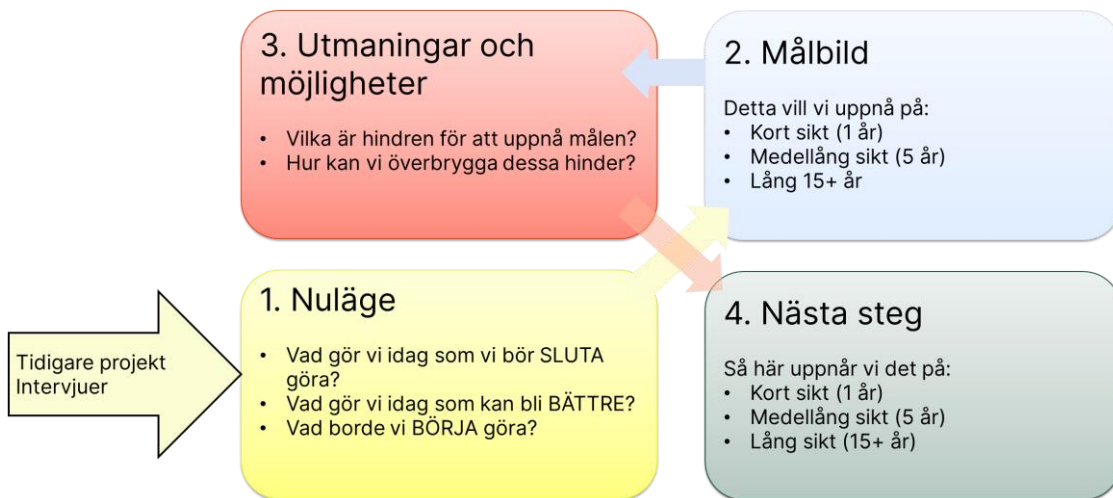 3. Utmaningar och
möjligheter
• Vilka är hindren för att uppnå målen?
• Hur kan vi överbrygga dessa hinder?
2. Målbild
Detta vill vi uppnå på:
• Kort sikt (1 år)
• Medellång sikt (5 år)
• Lång 15+ år
Tidigare projekt
Intervjuer
1. Nuläge
• Vad gör vi idag som vi bör SLUTA
göra?
• Vad gör vi idag som kan bli BÄTTRE?
• Vad borde vi BÖRJA göra?
4. Nästa steg
Så här uppnår vi det på:
• Kort sikt (1 år)
• Medellång sikt (5 år)
• Lång sikt (15+ år)